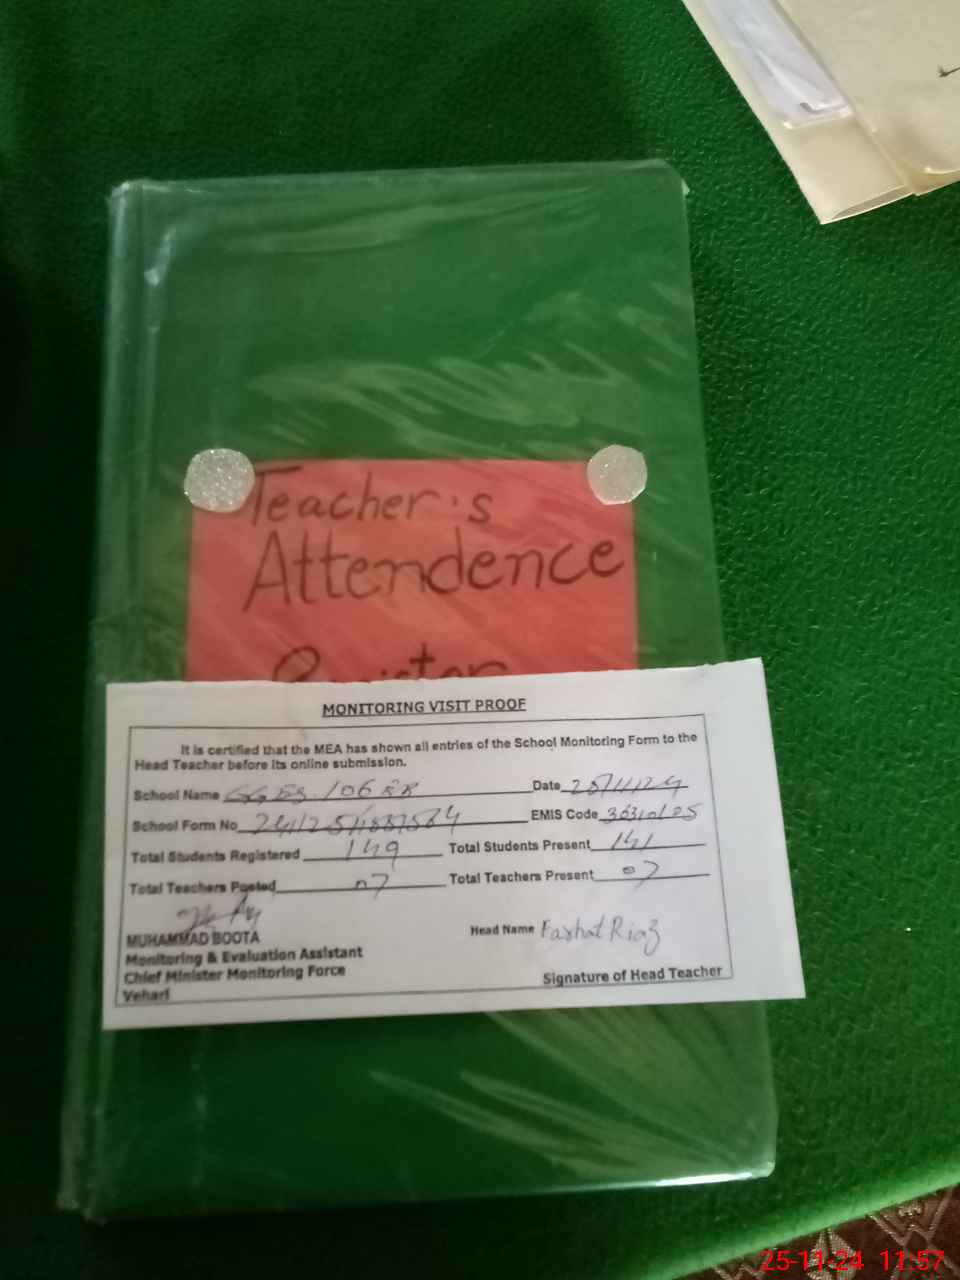 Teacher's
Attendence
Register
MONITORING VISIT PROOF
It is certified that the MEA has shown all entries of the School Monitoring Form to the
Head Teacher before its online submission.
School Name GGES 106 EB Date 25/11/24
School Form No EMIS Code
Total Students Registered 149 Total Students Present 141
Total Teachers Posted 07 Total Teachers Present 07
MUHAMMAD BOOTA
Monitoring & Evaluation Assistant
Chief Minister Monitoring Force
Vehari
Head Name Farhat Riaz
Signature of Head Teacher
25-11-24 11:57